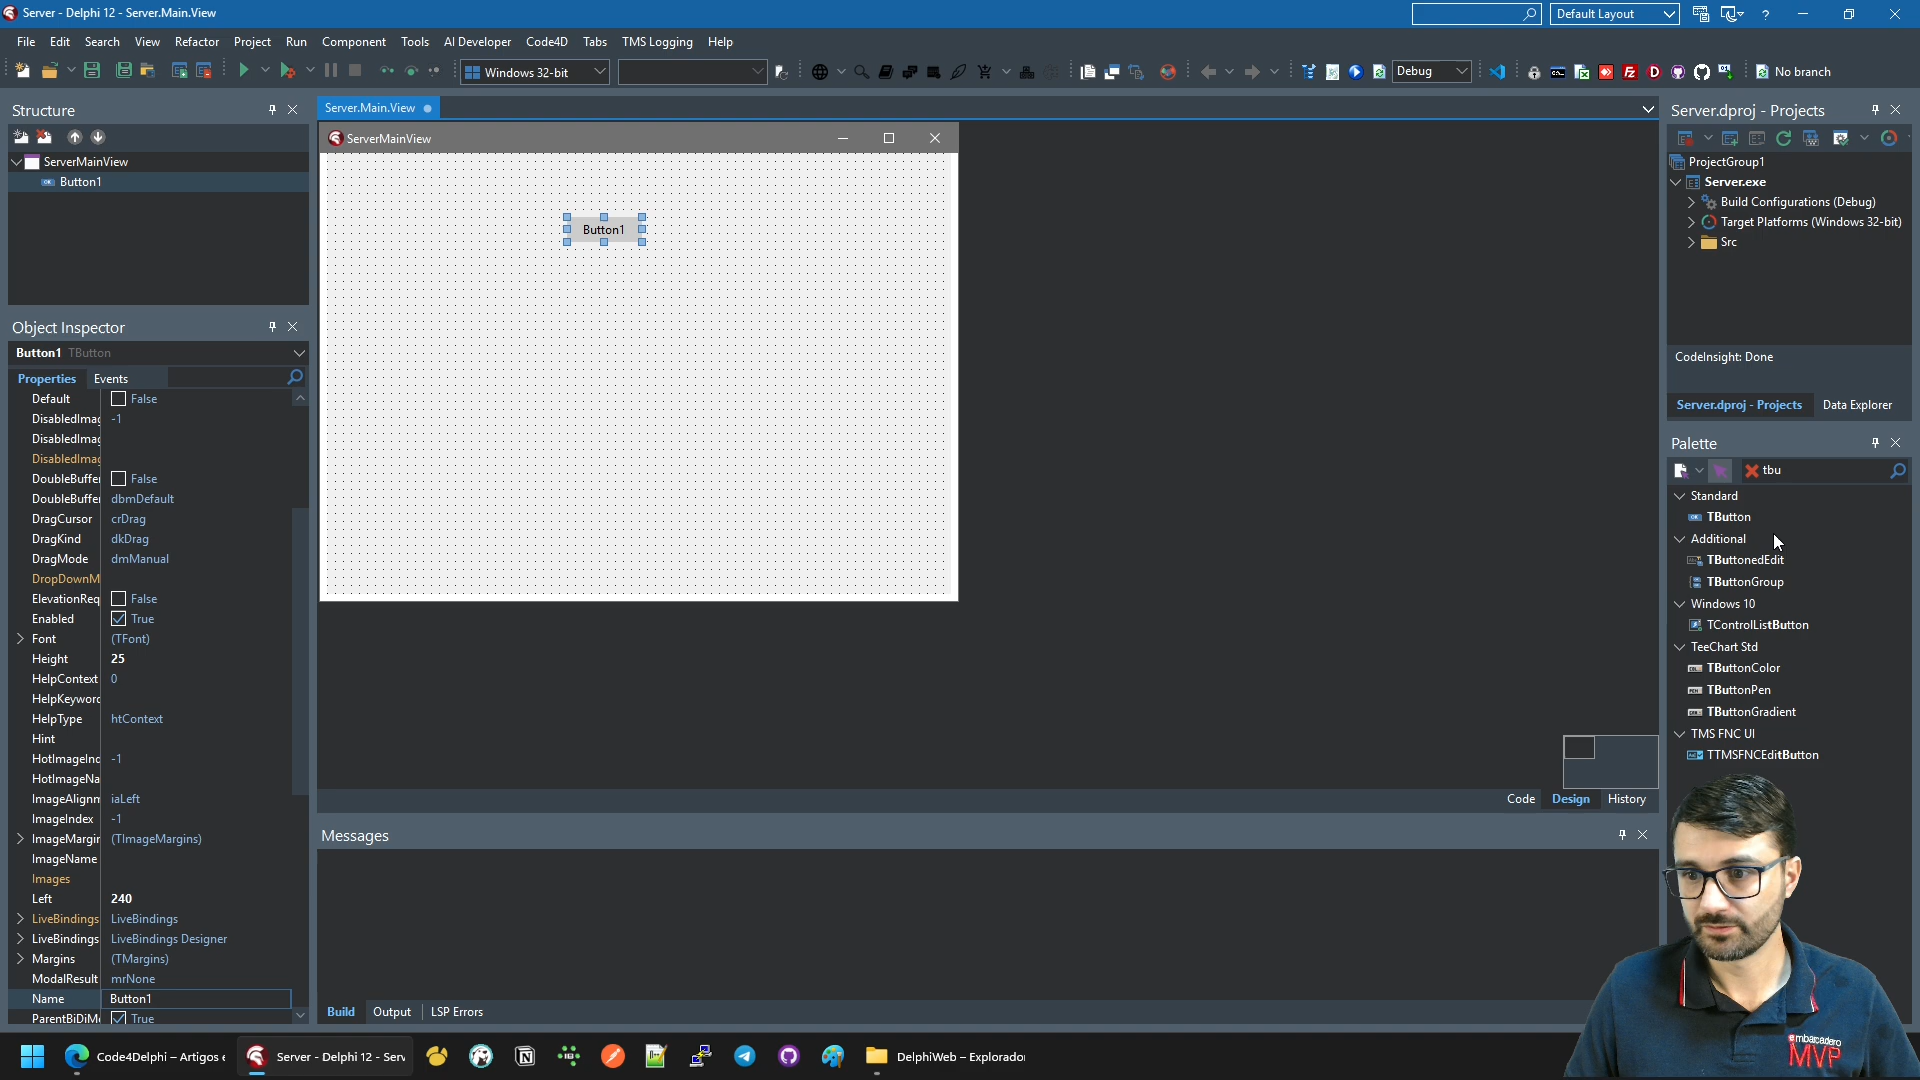 Server - Delphi 12 - Server.Main.View
Default Layout
?
File Edit Search View Refactor Project Run Component Tools AI Developer Code4D Tabs TMS Logging Help
Windows 32-bit
Debug
No branch
Structure
ServerMainView
Button1
Server.Main.View
ServerMainView
Button1
Object Inspector
Button1 TButton
Properties Events
Default False
DisabledImag -1
DisabledImag
DisabledImag
DoubleBuffer False
DoubleBuffer dbmDefault
DragCursor crDrag
DragKind dkDrag
DragMode dmManual
DropDownM
ElevationReq False
Enabled True
Font (TFont)
Height 25
HelpContext 0
HelpKeyword
HelpType htContext
Hint
HotImageInd -1
HotImageNa
ImageAlignm iaLeft
ImageIndex -1
ImageMargin (TImageMargins)
ImageName
Images
Left 240
LiveBindings LiveBindings
LiveBindings LiveBindings Designer
Margins (TMargins)
ModalResult mrNone
Name Button1
ParentBiDiMo True
Code Design History
Messages
Build Output LSP Errors
Server.dproj - Projects
ProjectGroup1
Server.exe
Build Configurations (Debug)
Target Platforms (Windows 32-bit)
Src
CodeInsight: Done
Server.dproj - Projects Data Explorer
Palette
tbu
Standard
TButton
Additional
TButtonedEdit
TButtonGroup
Windows 10
TControlListButton
TeeChart Std
TButtonColor
TButtonPen
TButtonGradient
TMS FNC UI
TTMSFNCEditButton
embarcadero
MVP
Code4Delphi – Artigos e
Server - Delphi 12 - Serv
DelphiWeb – Explorador